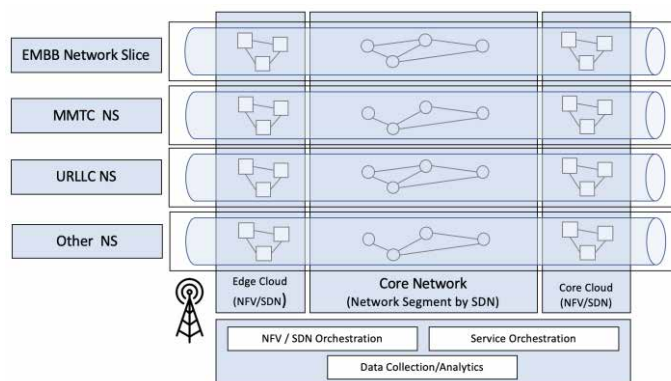 EMBB Network Slice
MMTC NS
URLLC NS
Other NS
Edge Cloud
(NFV/SDN)
Core Network
(Network Segment by SDN)
Core Cloud
(NFV/SDN)
NFV / SDN Orchestration
Service Orchestration
Data Collection/Analytics